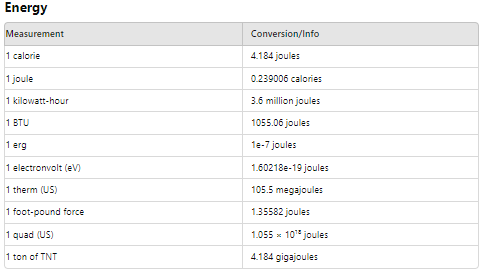 Energy
Measurement Conversion/Info
1 calorie 4.184 joules
1 joule 0.239006 calories
1 kilowatt-hour 3.6 million joules
1 BTU 1055.06 joules
1 erg 1e-7 joules
1 electronvolt (eV) 1.60218e-19 joules
1 therm (US) 105.5 megajoules
1 foot-pound force 1.35582 joules
1 quad (US) 1.055 × 10¹⁸ joules
1 ton of TNT 4.184 gigajoules